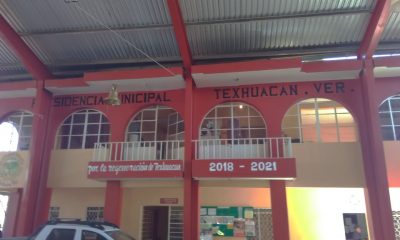 SIDENCIA MUNICIPAL TEXHUACAN. VER.
por la regeneración de Texhuacan 2018 - 2021